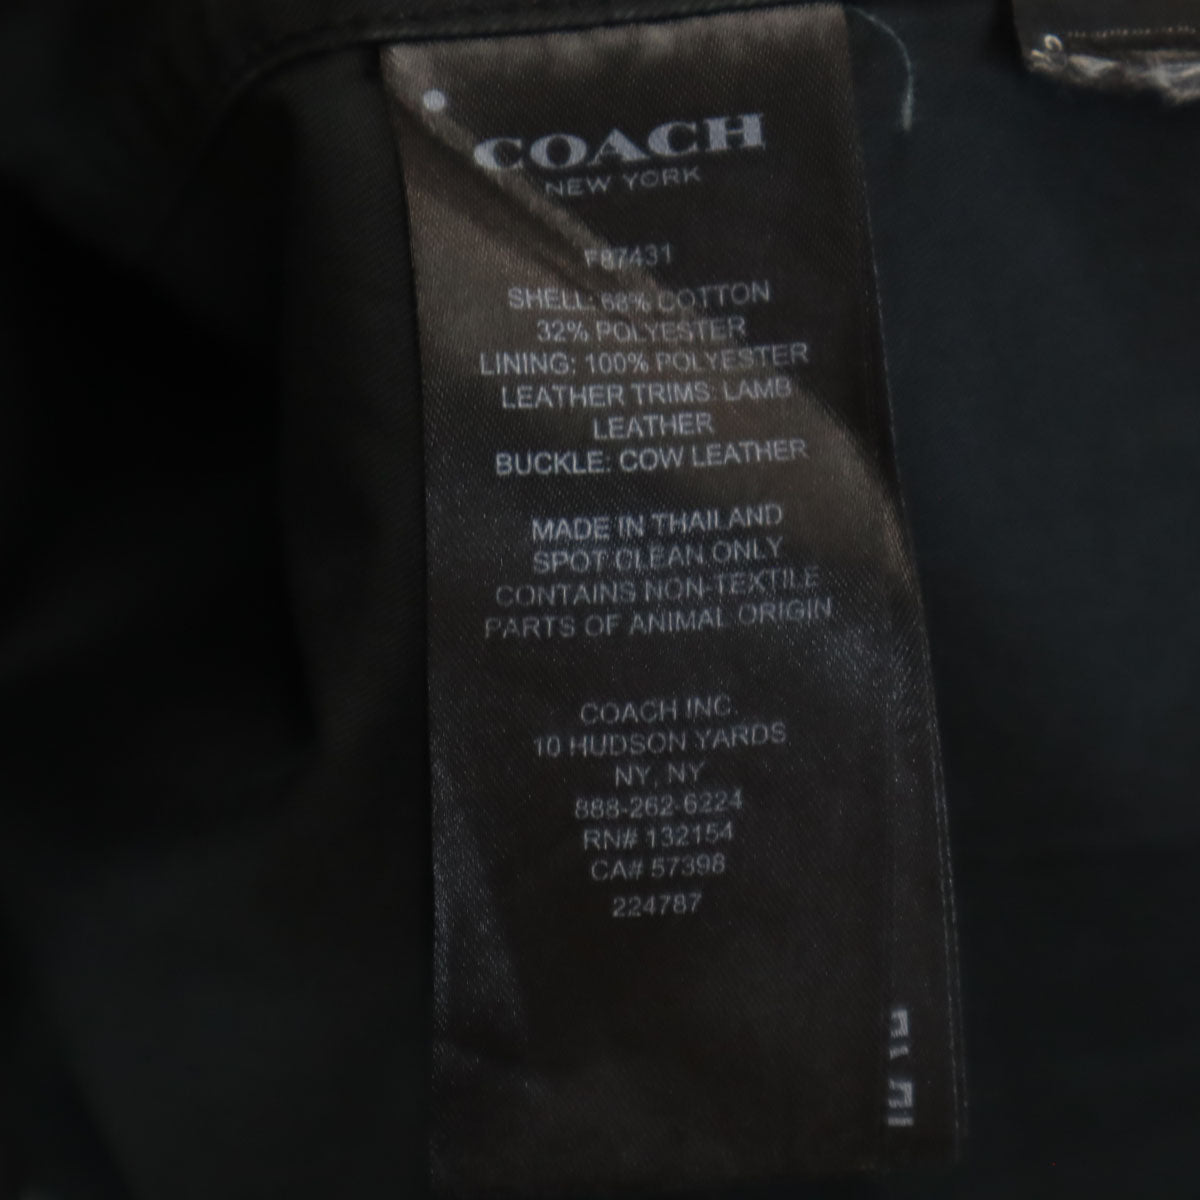 COACH
NEW YORK
F87431
SHELL: 68% COTTON
32% POLYESTER
LINING: 100% POLYESTER
LEATHER TRIMS: LAMB
LEATHER
BUCKLE: COW LEATHER
MADE IN THAILAND
SPOT CLEAN ONLY
CONTAINS NON-TEXTILE
PARTS OF ANIMAL ORIGIN
COACH INC.
10 HUDSON YARDS
NY, NY
888-262-6224
RN# 132154
CA# 57398
224787